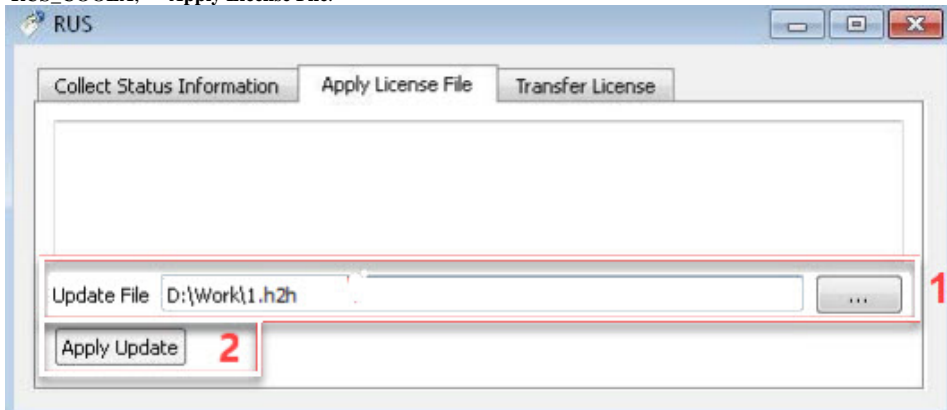 RUS
Collect Status Information Apply License File Transfer License
Update File D:\Work\1.h2h ... 1
Apply Update 2